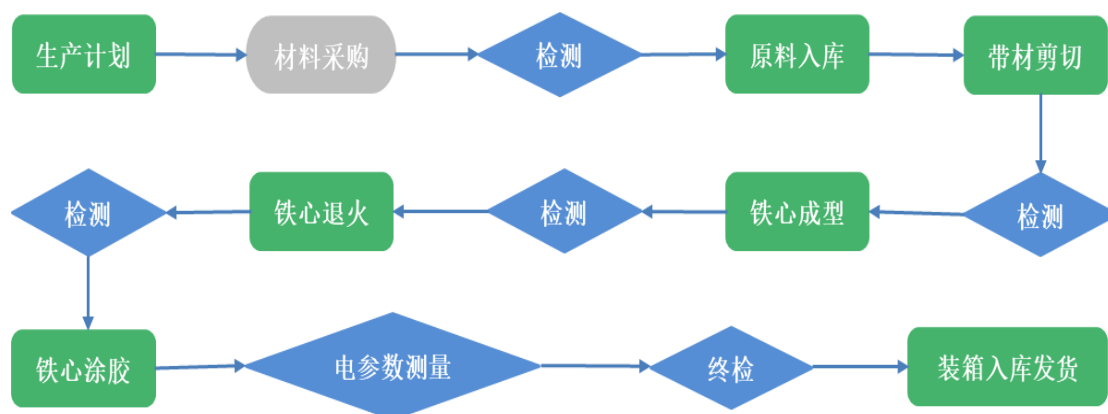 生产计划
材料采购
检测
原料入库
带材剪切
检测
铁心成型
检测
铁心退火
检测
铁心涂胶
电参数测量
终检
装箱入库发货